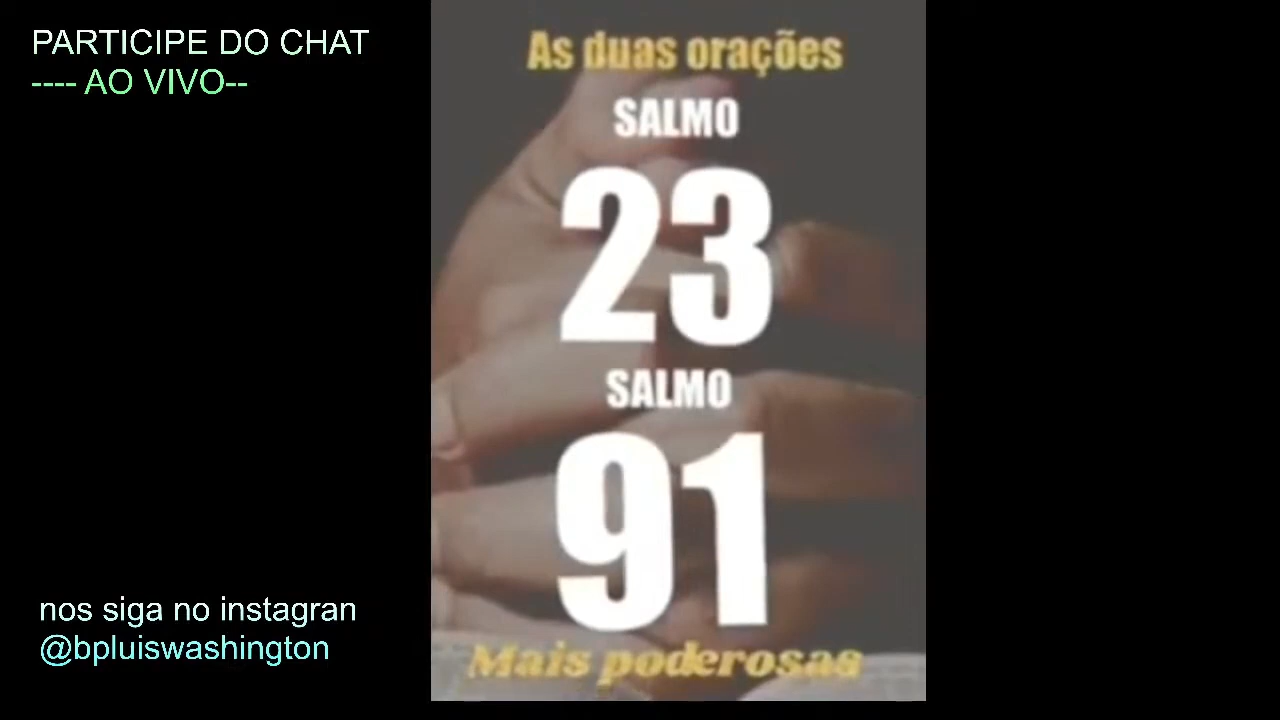 PARTICIPE DO CHAT
---- AO VIVO--
As duas orações
SALMO
23
SALMO
91
Mais poderosas
nos siga no instagran
@bpluiswashington